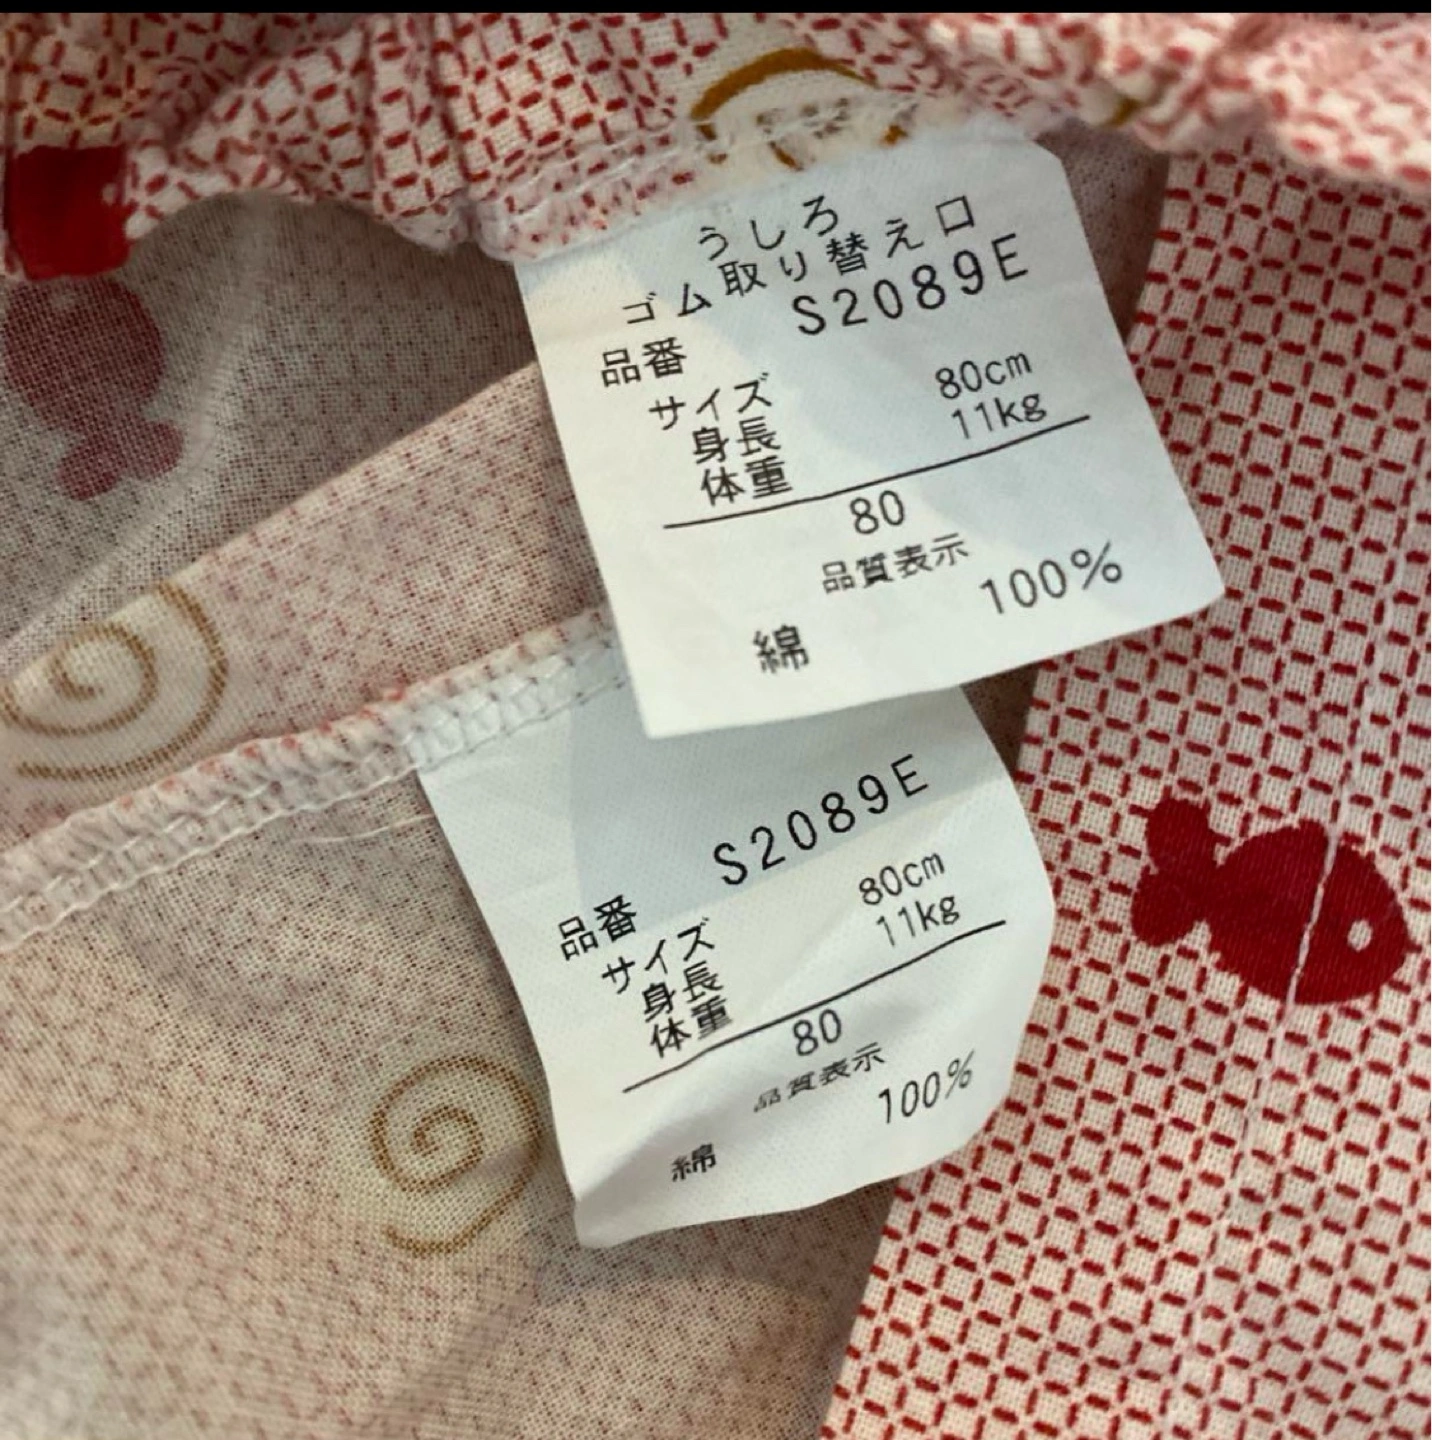 うしろ
ゴム取り替え口
品番 S2089E
サイズ
身長 80cm
体重 11kg
80
品質表示
綿 100%
品番 S2089E
サイズ
身長 80cm
体重 11kg
80
品質表示
綿 100%